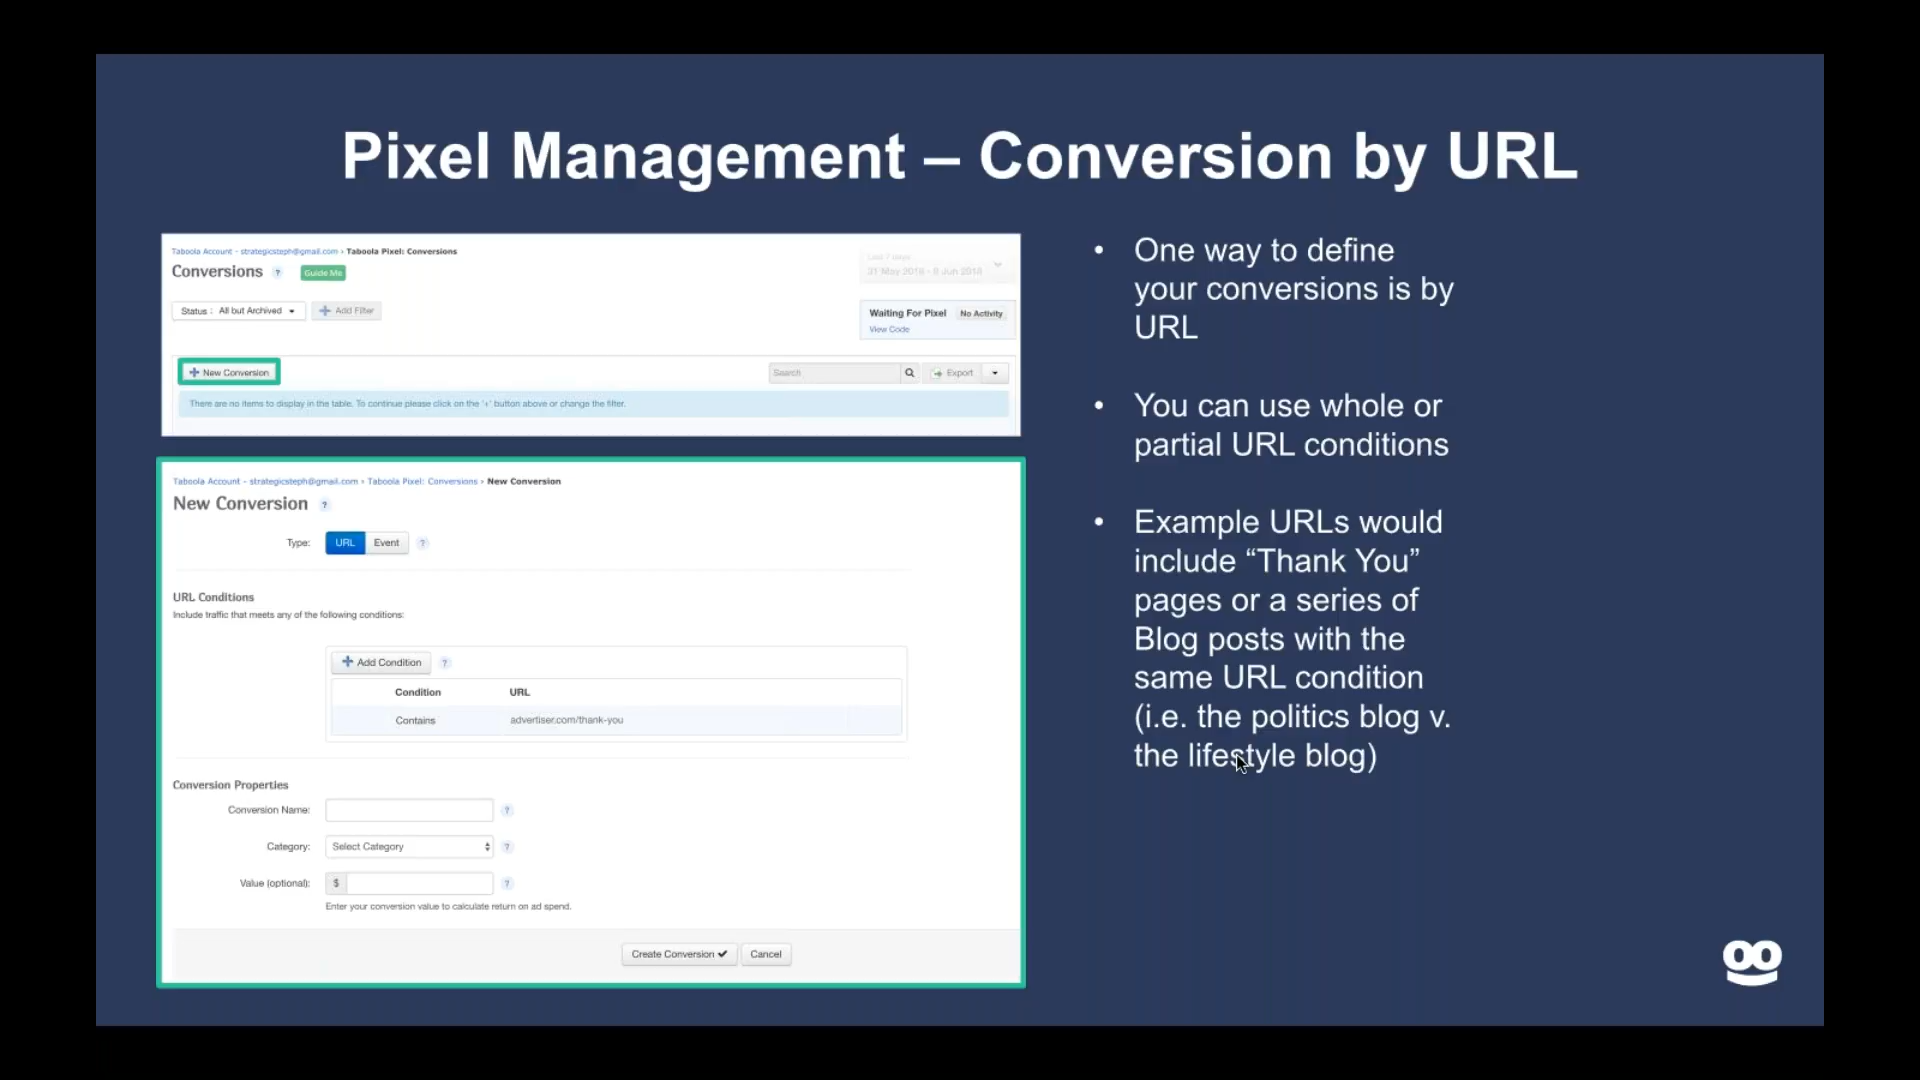 Pixel Management – Conversion by URL
Taboola Account - strategicsteph@gmail.com › Taboola Pixel: Conversions
Conversions ? Guide Me
Last 7 days
Status : All but Archived
+ Add Filter
Waiting For Pixel No Activity
View Code
+ New Conversion
Search
Export
There are no items to display in the table. To continue please click on the '+' button above or change the filter.
Taboola Account - strategicsteph@gmail.com › Taboola Pixel: Conversions › New Conversion
New Conversion ?
Type: URL Event ?
URL Conditions
Include traffic that meets any of the following conditions:
+ Add Condition ?
Condition URL
Contains advertiser.com/thank-you
Conversion Properties
Conversion Name: ?
Category: Select Category ?
Value (optional): $ ?
Enter your conversion value to calculate return on ad spend.
Create Conversion ✔ Cancel
• One way to define
your conversions is by
URL
• You can use whole or
partial URL conditions
• Example URLs would
include “Thank You”
pages or a series of
Blog posts with the
same URL condition
(i.e. the politics blog v.
the lifestyle blog)